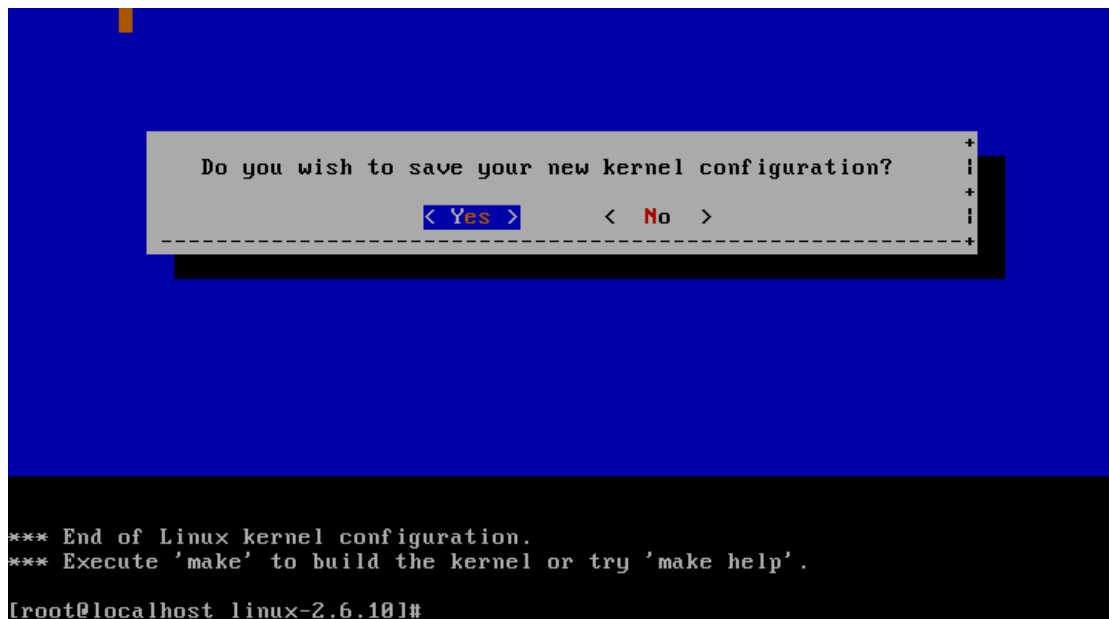 Do you wish to save your new kernel configuration?
< Yes > < No >
*** End of Linux kernel configuration.
*** Execute 'make' to build the kernel or try 'make help'.
[root@localhost linux-2.6.10]#